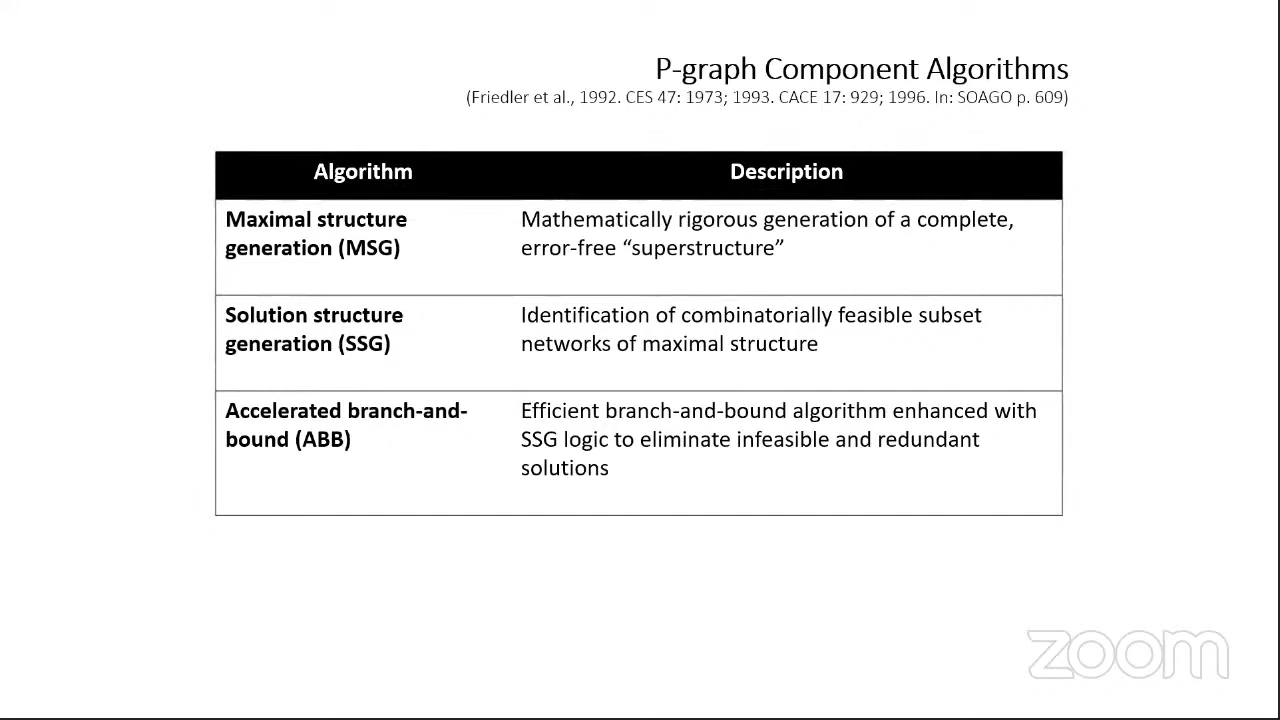 P-graph Component Algorithms
(Friedler et al., 1992. CES 47: 1973; 1993. CACE 17: 929; 1996. In: SOAGO p. 609)
Algorithm
Description
Maximal structure
generation (MSG)
Mathematically rigorous generation of a complete,
error-free “superstructure”
Solution structure
generation (SSG)
Identification of combinatorially feasible subset
networks of maximal structure
Accelerated branch-and-
bound (ABB)
Efficient branch-and-bound algorithm enhanced with
SSG logic to eliminate infeasible and redundant
solutions
zoom